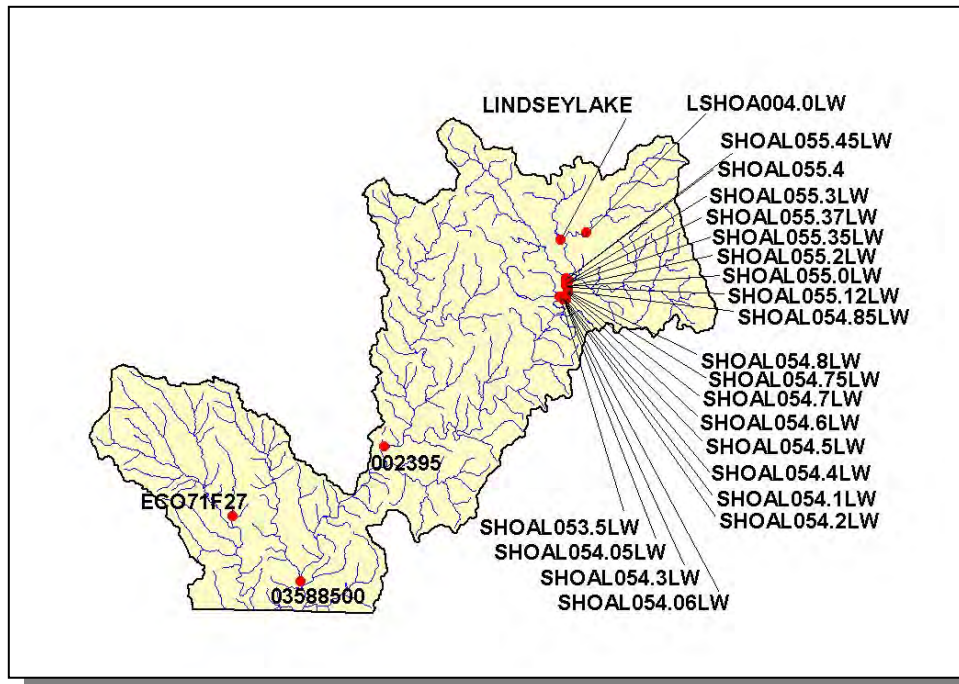 LINDSEYLAKE
LSHOA004.0LW
SHOAL055.45LW
SHOAL055.4
SHOAL055.3LW
SHOAL055.37LW
SHOAL055.35LW
SHOAL055.2LW
SHOAL055.0LW
SHOAL055.12LW
SHOAL054.85LW
SHOAL054.8LW
SHOAL054.75LW
SHOAL054.7LW
SHOAL054.6LW
SHOAL054.5LW
SHOAL054.4LW
SHOAL054.1LW
SHOAL054.2LW
002395
ECO71F27
SHOAL053.5LW
SHOAL054.05LW
SHOAL054.3LW
SHOAL054.06LW
03588500